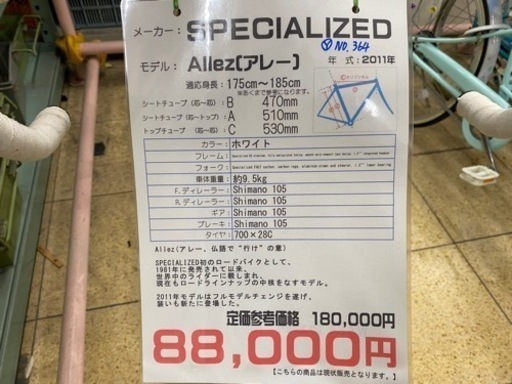 メーカー: SPECIALIZED
モデル: Allez(アレー)
Ⓨ NO. 364
年 式:2011年
適応身長: 175cm〜185cm
※あくまで参考になります。
シートチューブ(芯〜芯) B 470mm
シートチューブ(芯〜トップ) A 510mm
トップチューブ(芯〜芯) C 530mm
カラー: ホワイト
フレーム:
フォーク:
車体重量: 約9.5kg
F.ディレーラー: Shimano 105
R.ディレーラー: Shimano 105
ギア: Shimano 105
ブレーキ: Shimano 105
タイヤ: 700×28C
Allez(アレー、仏語で"行け"の意)
SPECIALIZED初のロードバイクとして、
1981年に発売されて以来、
世界中のライダーに親しまれ、
現在もロードラインナップの中核をなすモデル。
2011年モデルはフルモデルチェンジを遂げ、
装いも新たに登場した。
定価参考価格 180,000円
88,000円
【こちらの商品は現状販売となります。】